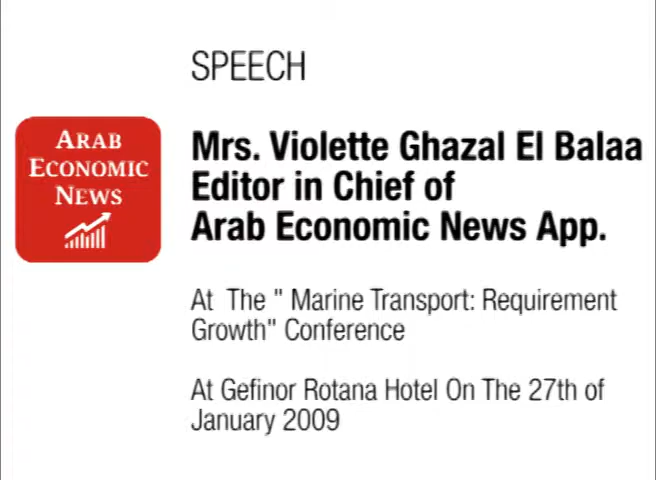 SPEECH
ARAB
ECONOMIC
NEWS
Mrs. Violette Ghazal El Balaa
Editor in Chief of
Arab Economic News App.
At The " Marine Transport: Requirement
Growth" Conference
At Gefinor Rotana Hotel On The 27th of
January 2009